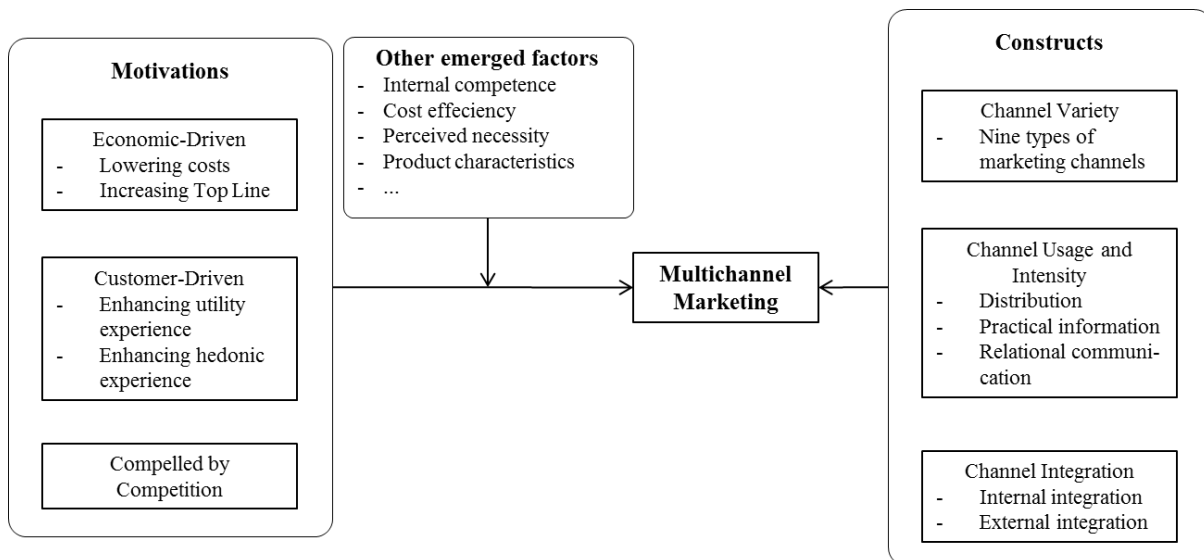 Motivations
Economic-Driven
- Lowering costs
- Increasing Top Line
Customer-Driven
- Enhancing utility
experience
- Enhancing hedonic
experience
Compelled by
Competition
Other emerged factors
- Internal competence
- Cost effeciency
- Perceived necessity
- Product characteristics
- ...
Multichannel
Marketing
Constructs
Channel Variety
- Nine types of
marketing channels
Channel Usage and
Intensity
- Distribution
- Practical information
- Relational communi-
cation
Channel Integration
- Internal integration
- External integration